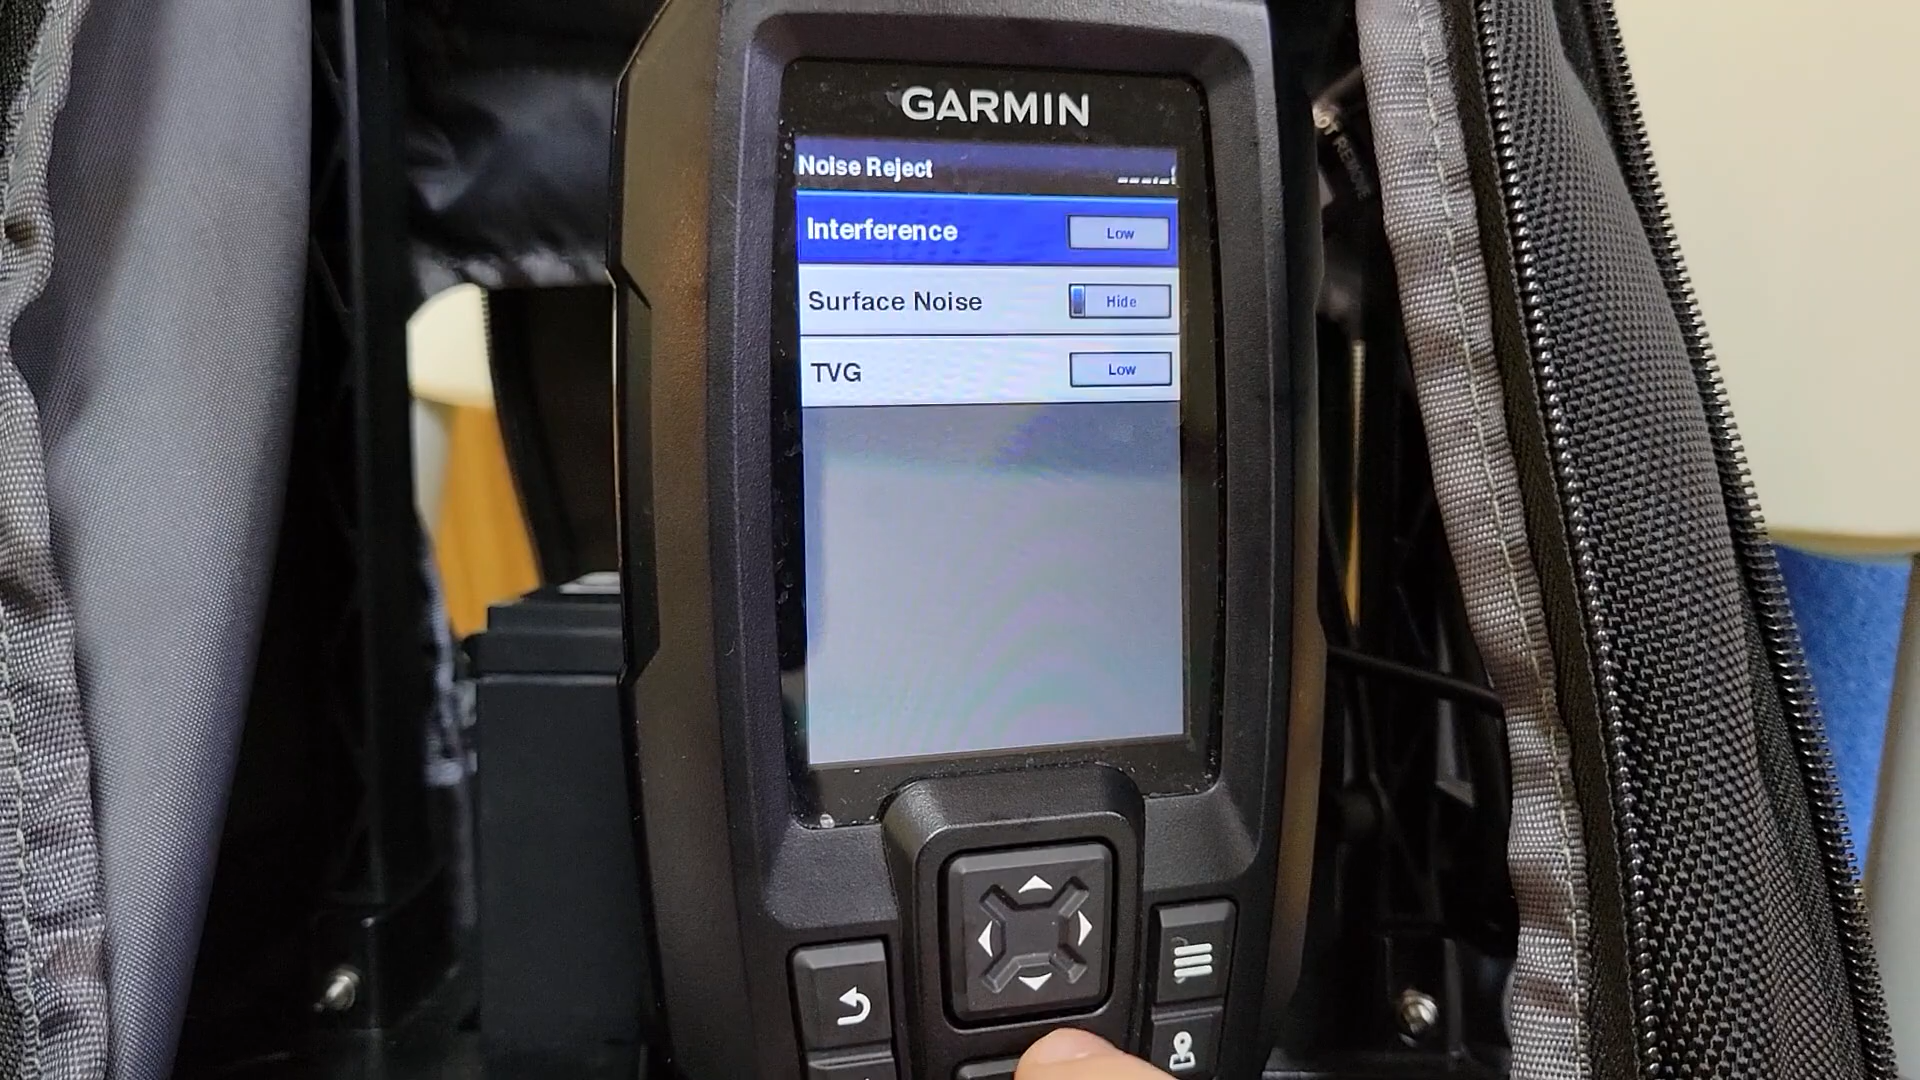 GARMIN
Noise Reject
Interference Low
Surface Noise Hide
TVG Low